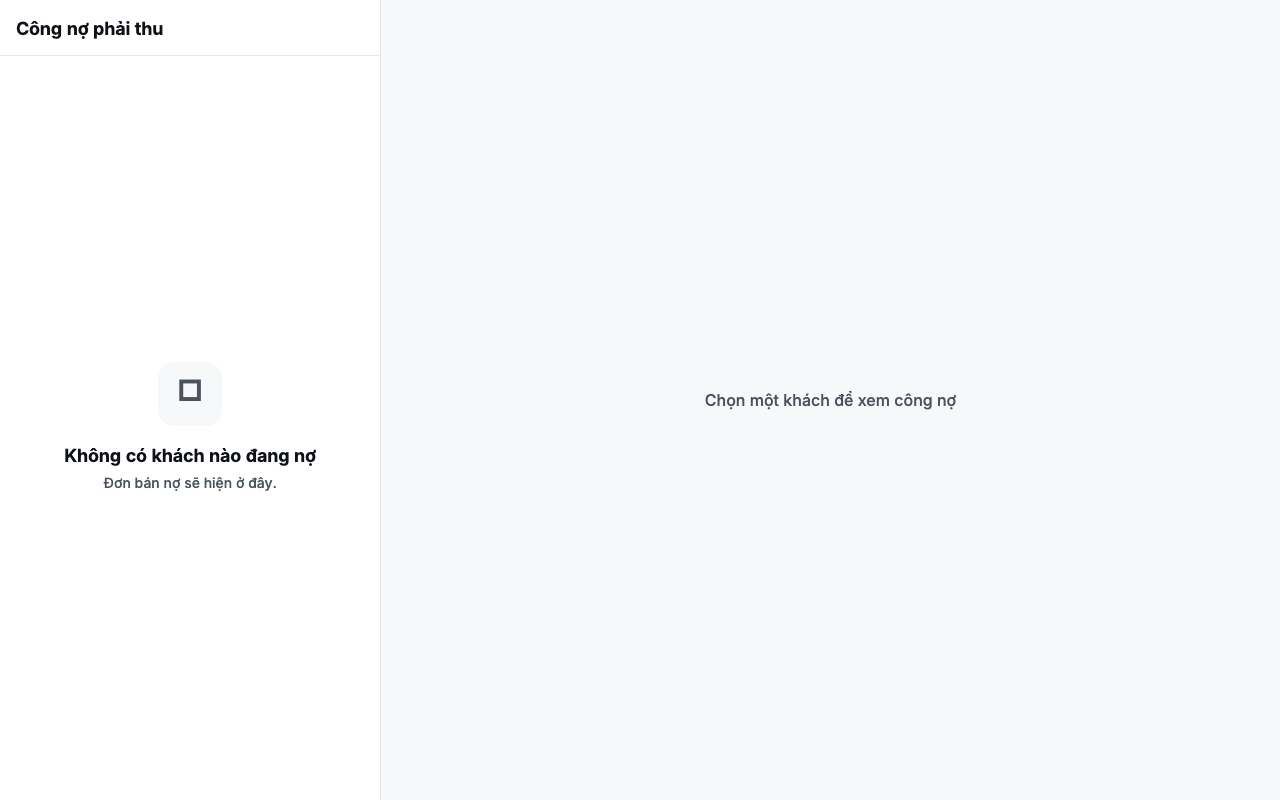 Công nợ phải thu
Không có khách nào đang nợ
Đơn bán nợ sẽ hiện ở đây.
Chọn một khách để xem công nợ